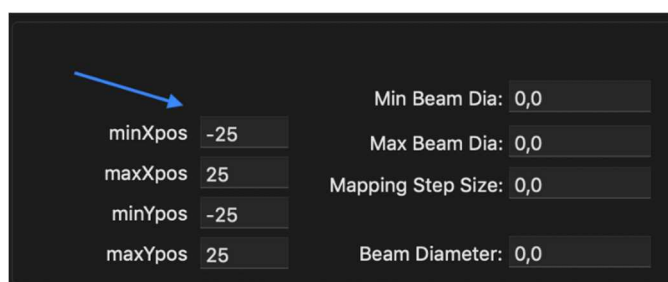 minXpos -25
maxXpos 25
minYpos -25
maxYpos 25
Min Beam Dia: 0,0
Max Beam Dia: 0,0
Mapping Step Size: 0,0
Beam Diameter: 0,0